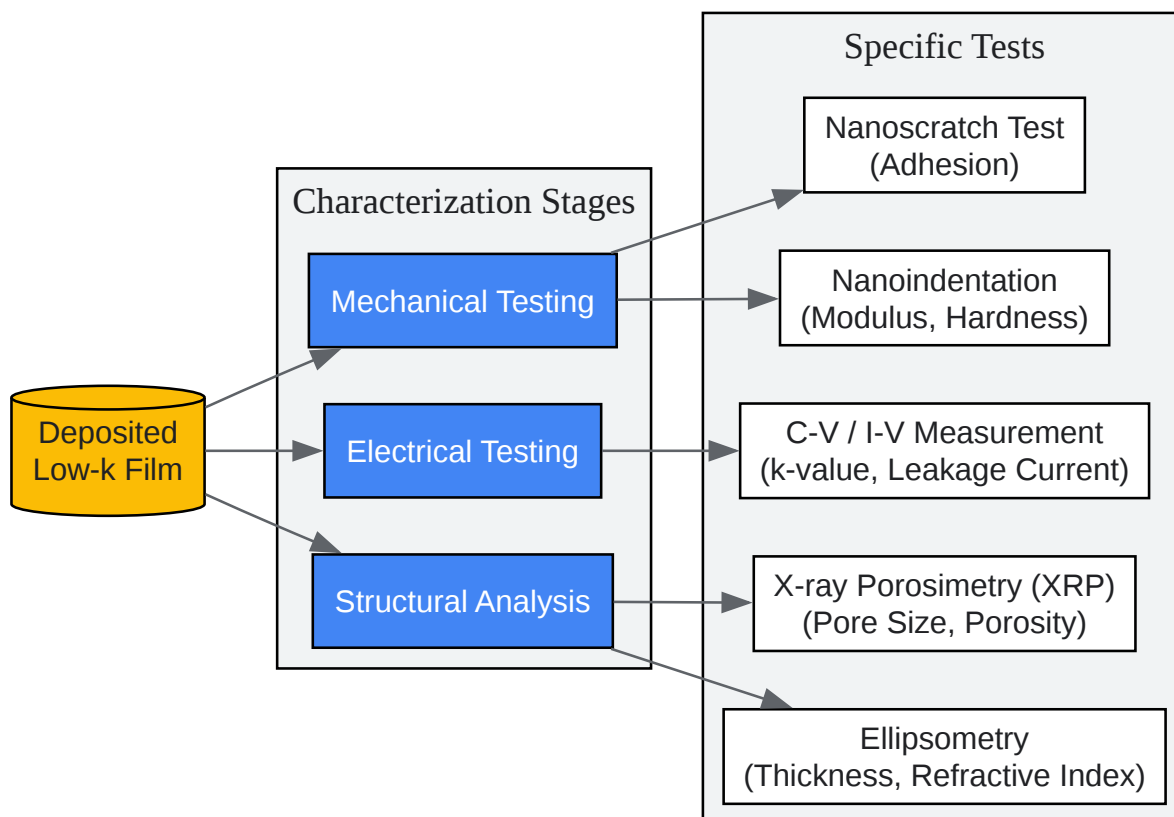 Deposited
Low-k Film
Characterization Stages
Mechanical Testing
Electrical Testing
Structural Analysis
Specific Tests
Nanoscratch Test
(Adhesion)
Nanoindentation
(Modulus, Hardness)
C-V / I-V Measurement
(k-value, Leakage Current)
X-ray Porosimetry (XRP)
(Pore Size, Porosity)
Ellipsometry
(Thickness, Refractive Index)